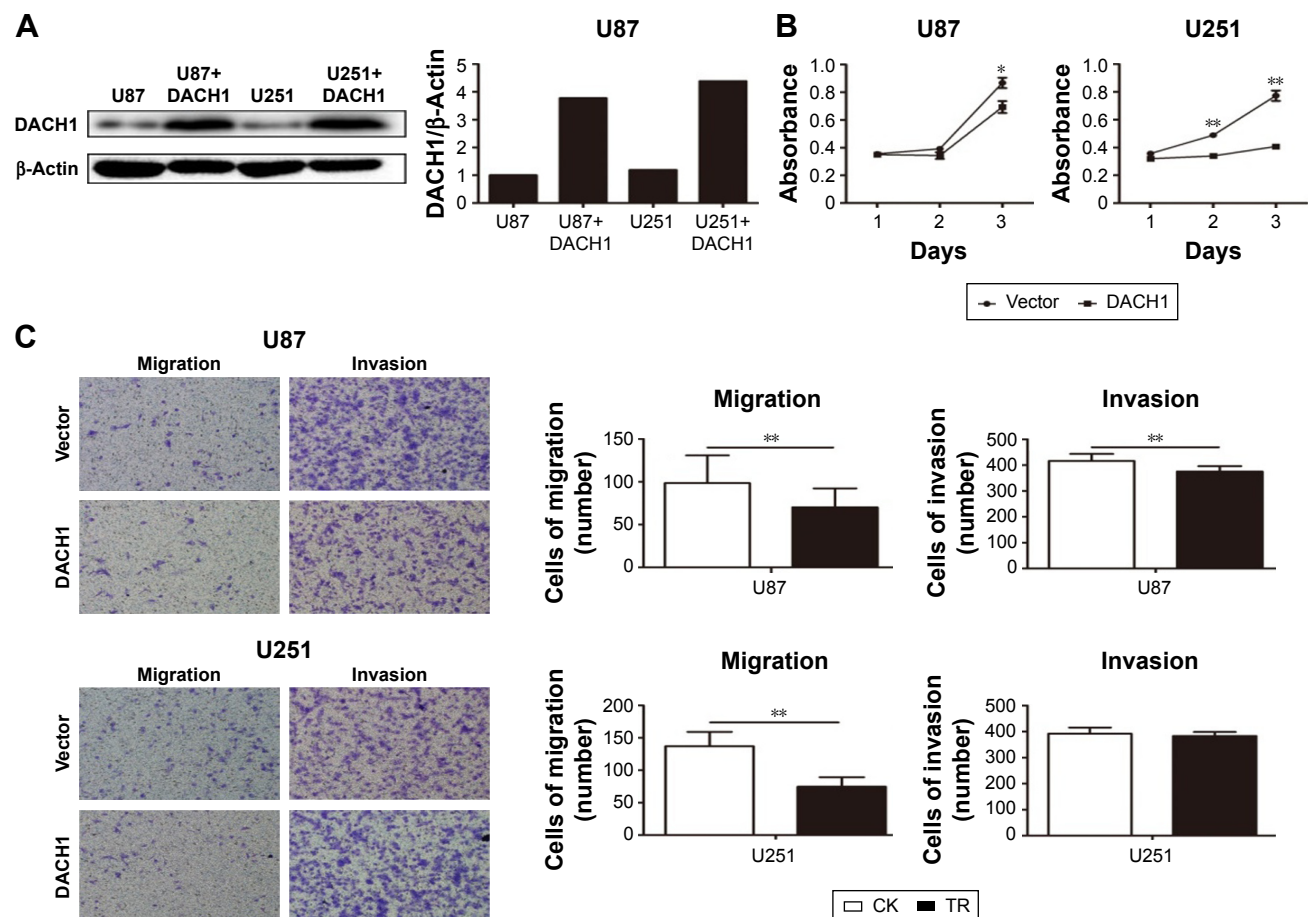 A
U87 U87+ DACH1 U251 U251+ DACH1
DACH1
β-Actin
U87
DACH1/β-Actin
5
4
3
2
1
0
U87 U87+ DACH1 U251 U251+ DACH1
B
U87
Absorbance
1.0
0.8
0.6
0.4
0.2
0
*
1 2 3
Days
U251
Absorbance
1.0
0.8
0.6
0.4
0.2
0
**
**
1 2 3
Days
Vector DACH1
C
U87
Migration Invasion
Vector
DACH1
Migration
Cells of migration
(number)
150
100
50
0
**
U87
Invasion
Cells of invasion
(number)
500
400
300
200
100
0
**
U87
U251
Migration Invasion
Vector
DACH1
Migration
Cells of migration
(number)
200
150
100
50
0
**
U251
Invasion
Cells of invasion
(number)
500
400
300
200
100
0
U251
CK TR